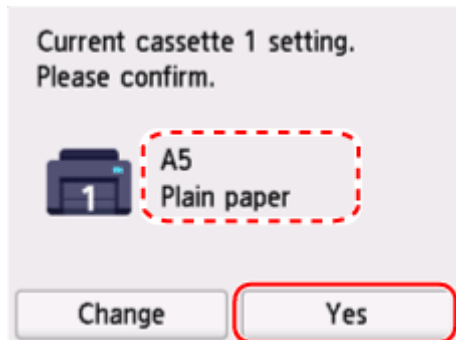 Current cassette 1 setting.
Please confirm.
1
A5
Plain paper
Change
Yes